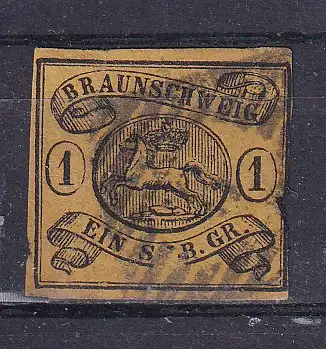 BRAUNSCHWEIG
1 1
EIN S B.GR.